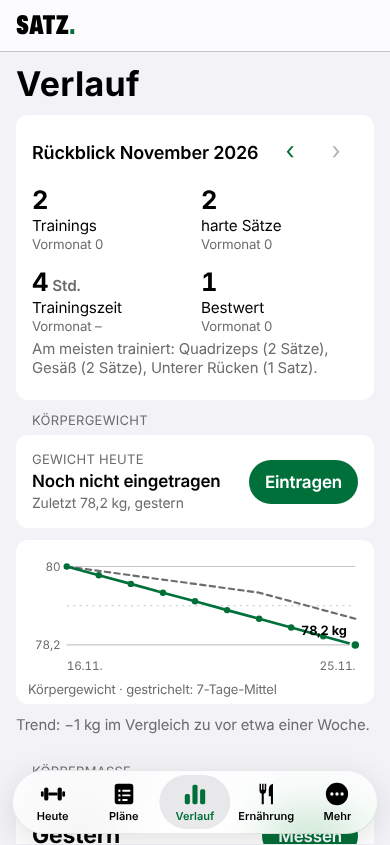 SATZ.
Verlauf
Rückblick November 2026
2
Trainings
Vormonat 0
2
harte Sätze
Vormonat 0
4 Std.
Trainingszeit
Vormonat –
1
Bestwert
Vormonat 0
Am meisten trainiert: Quadrizeps (2 Sätze),
Gesäß (2 Sätze), Unterer Rücken (1 Satz).
KÖRPERGEWICHT
GEWICHT HEUTE
Noch nicht eingetragen
Zuletzt 78,2 kg, gestern
Eintragen
80
78,2 kg
78,2
16.11.
25.11.
Körpergewicht · gestrichelt: 7-Tage-Mittel
Trend: −1 kg im Vergleich zu vor etwa einer Woche.
KÖRPERMASSE
Heute
Pläne
Verlauf
Ernährung
Mehr
Gestern
Messen